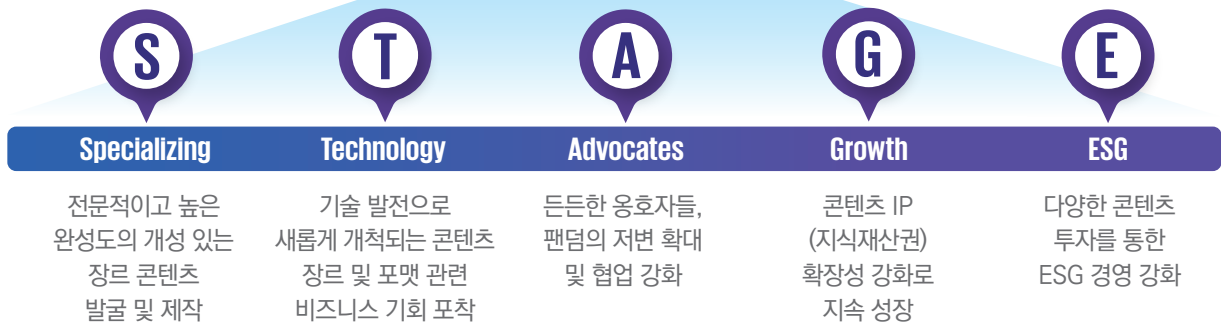 S
T
A
G
E
Specializing
Technology
Advocates
Growth
ESG
전문적이고 높은
완성도의 개성 있는
장르 콘텐츠
발굴 및 제작
기술 발전으로
새롭게 개척되는 콘텐츠
장르 및 포맷 관련
비즈니스 기회 포착
든든한 옹호자들,
팬덤의 저변 확대
및 협업 강화
콘텐츠 IP
(지식재산권)
확장성 강화로
지속 성장
다양한 콘텐츠
투자를 통한
ESG 경영 강화